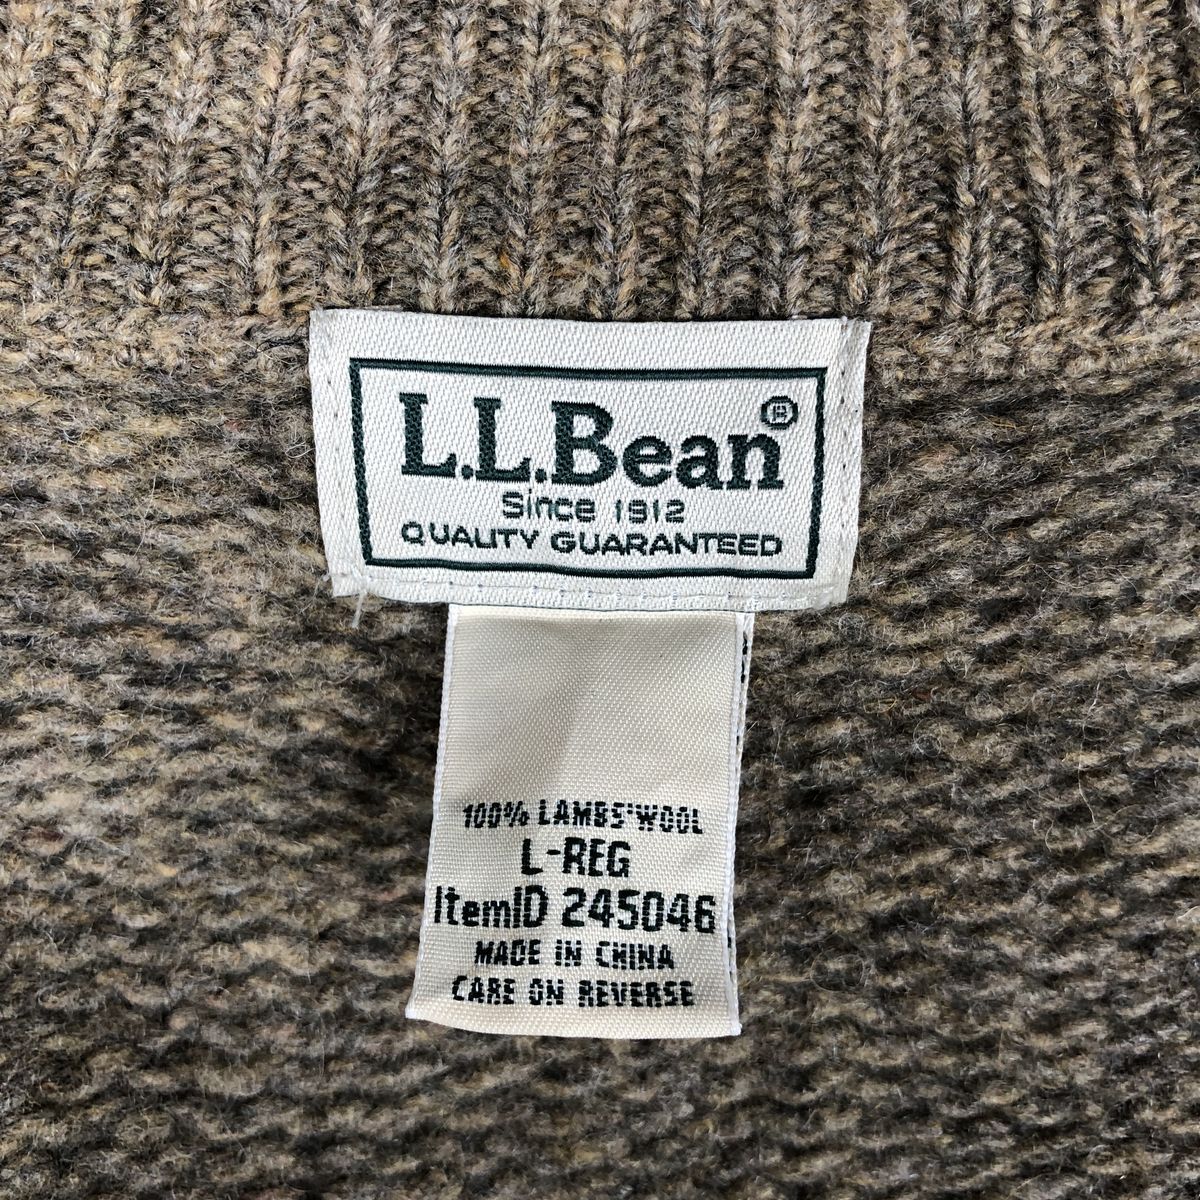 L.L.Bean®
Since 1912
QUALITY GUARANTEED
100% LAMBS'WOOL
L-REG
ItemID 245046
MADE IN CHINA
CARE ON REVERSE